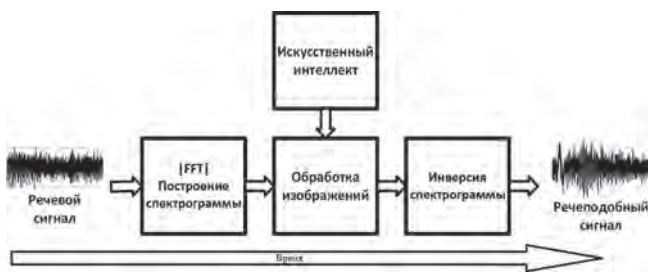 Искусственный
интеллект
Речевой
сигнал
|FFT|
Построение
спектрограммы
Обработка
изображений
Инверсия
спектрограммы
Речеподобный
сигнал
Время